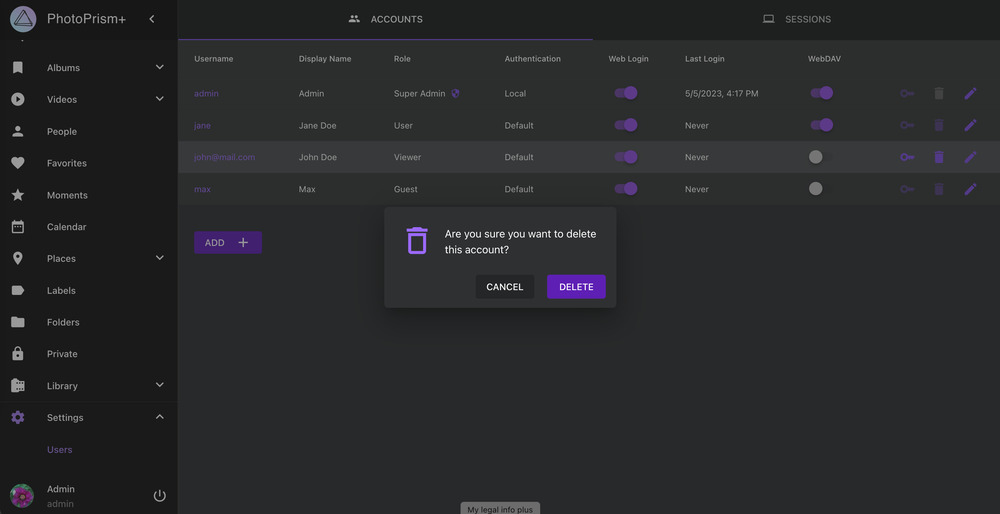 PhotoPrism+
ACCOUNTS
SESSIONS
Username Display Name Role Authentication Web Login Last Login WebDAV
admin Admin Super Admin Local 5/5/2023, 4:17 PM
jane Jane Doe User Default Never
john@mail.com John Doe Viewer Default Never
max Max Guest Default Never
ADD
Are you sure you want to delete
this account?
CANCEL DELETE
Albums
Videos
People
Favorites
Moments
Calendar
Places
Labels
Folders
Private
Library
Settings
Users
Admin
admin
My legal info plus